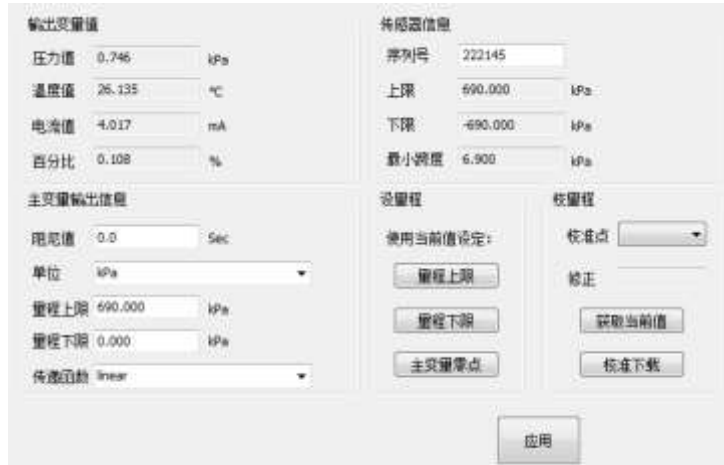 输出变量值
压力值 0.746 kPa
温度值 26.135 ℃
电流值 4.017 mA
百分比 0.108 %
传感器信息
序列号 222145
上限 690.000 kPa
下限 -690.000 kPa
最小跨度 6.900 kPa
主变量输出信息
阻尼值 0.0 Sec
单位 kPa
量程上限 690.000 kPa
量程下限 0.000 kPa
传递函数 linear
设量程
使用当前值设定:
量程上限
量程下限
主变量零点
校量程
校准点
修正
获取当前值
校准下载
应用